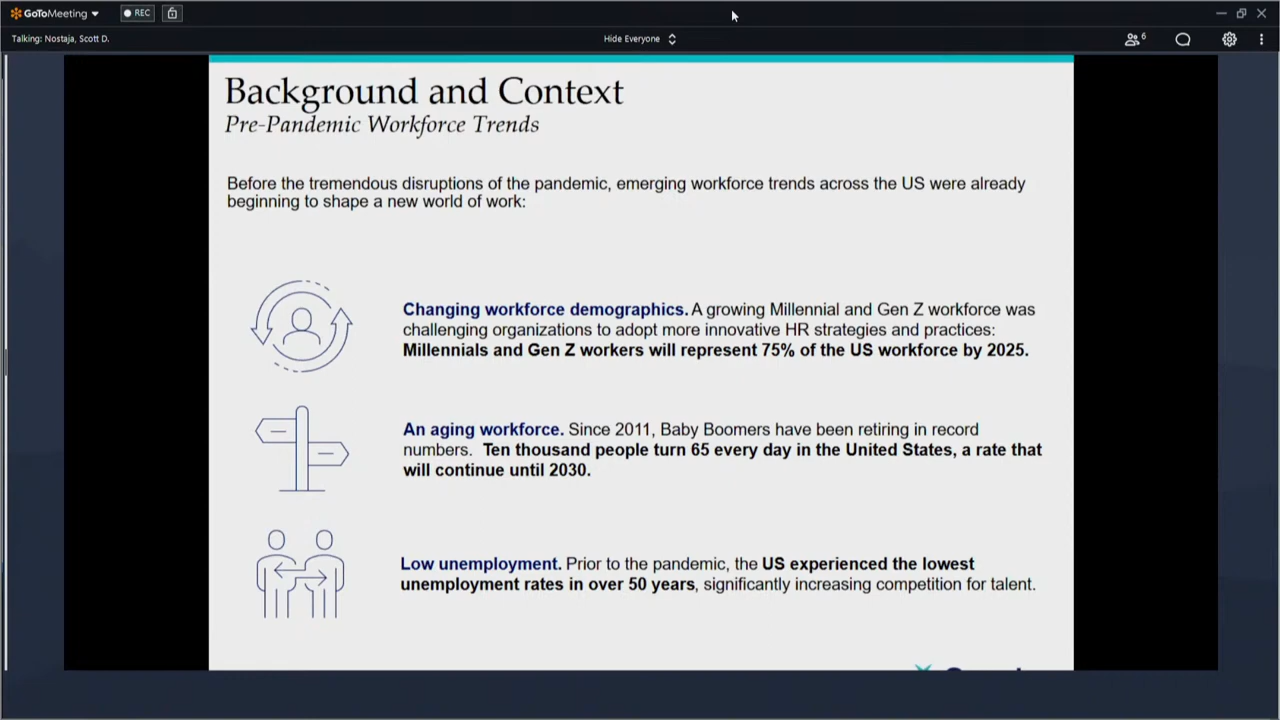 GoToMeeting
REC
Talking: Nostaja, Scott D.
Hide Everyone
6
Background and Context
Pre-Pandemic Workforce Trends
Before the tremendous disruptions of the pandemic, emerging workforce trends across the US were already
beginning to shape a new world of work:
Changing workforce demographics. A growing Millennial and Gen Z workforce was
challenging organizations to adopt more innovative HR strategies and practices:
Millennials and Gen Z workers will represent 75% of the US workforce by 2025.
An aging workforce. Since 2011, Baby Boomers have been retiring in record
numbers. Ten thousand people turn 65 every day in the United States, a rate that
will continue until 2030.
Low unemployment. Prior to the pandemic, the US experienced the lowest
unemployment rates in over 50 years, significantly increasing competition for talent.